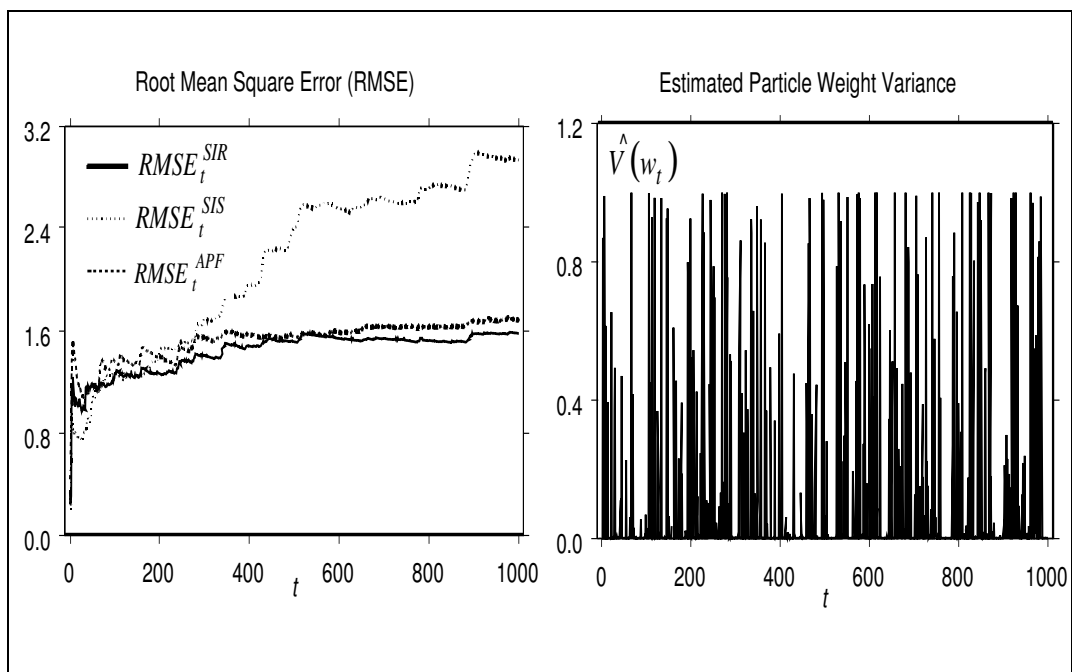 Root Mean Square Error (RMSE)
3.2
2.4
1.6
0.8
0.0
RMSE_t^SIR
RMSE_t^SIS
RMSE_t^APF
0 200 400 600 800 1000
t
Estimated Particle Weight Variance
1.2
0.8
0.4
0.0
V̂(w_t)
0 200 400 600 800 1000
t